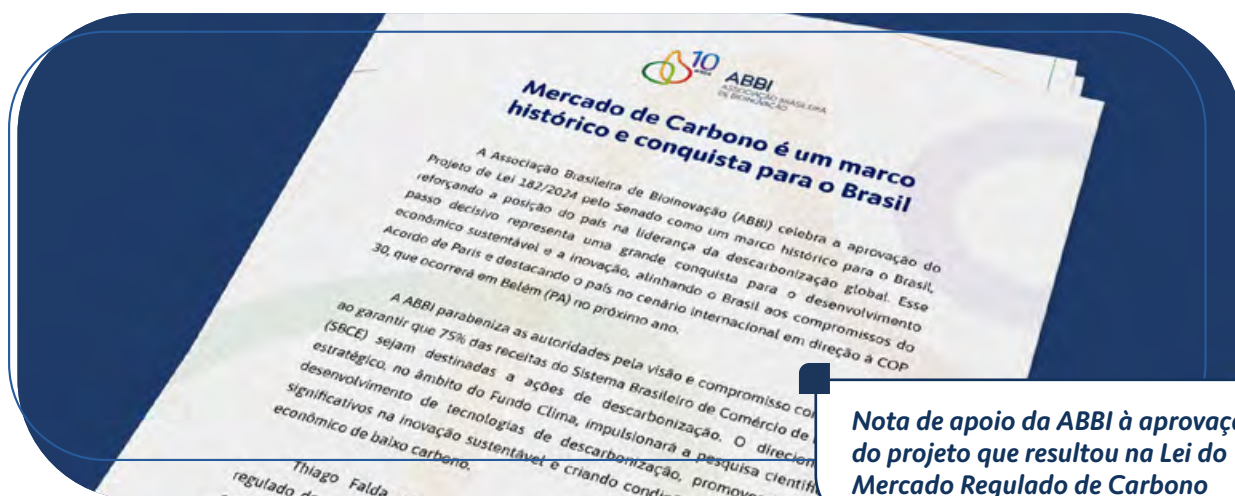 10
ANOS
ABBI
ASSOCIAÇÃO BRASILEIRA
DE BIOINOVAÇÃO
Mercado de Carbono é um marco
histórico e conquista para o Brasil
A Associação Brasileira de Bioinovação (ABBI) celebra a aprovação do
Projeto de Lei 182/2024 pelo Senado como um marco histórico para o Brasil,
reforçando a posição do país na liderança da descarbonização global. Esse
passo decisivo representa uma grande conquista para o desenvolvimento
econômico sustentável e a inovação, alinhando o Brasil aos compromissos do
Acordo de Paris e destacando o país no cenário internacional em direção à COP
30, que ocorrerá em Belém (PA) no próximo ano.
A ABBI parabeniza as autoridades pela visão e compromisso
ao garantir que 75% das receitas do Sistema Brasileiro de Comércio de
(SBCE) sejam destinadas a ações de descarbonização. O
estratégico, no âmbito do Fundo Clima, impulsionará a pesquisa
desenvolvimento de tecnologias de descarbonização,
significativos na inovação sustentável e criando
econômico de baixo carbono.
Thiago Falda
regulado
Nota de apoio da ABBI à
do projeto que resultou na Lei do
Mercado Regulado de Carbono